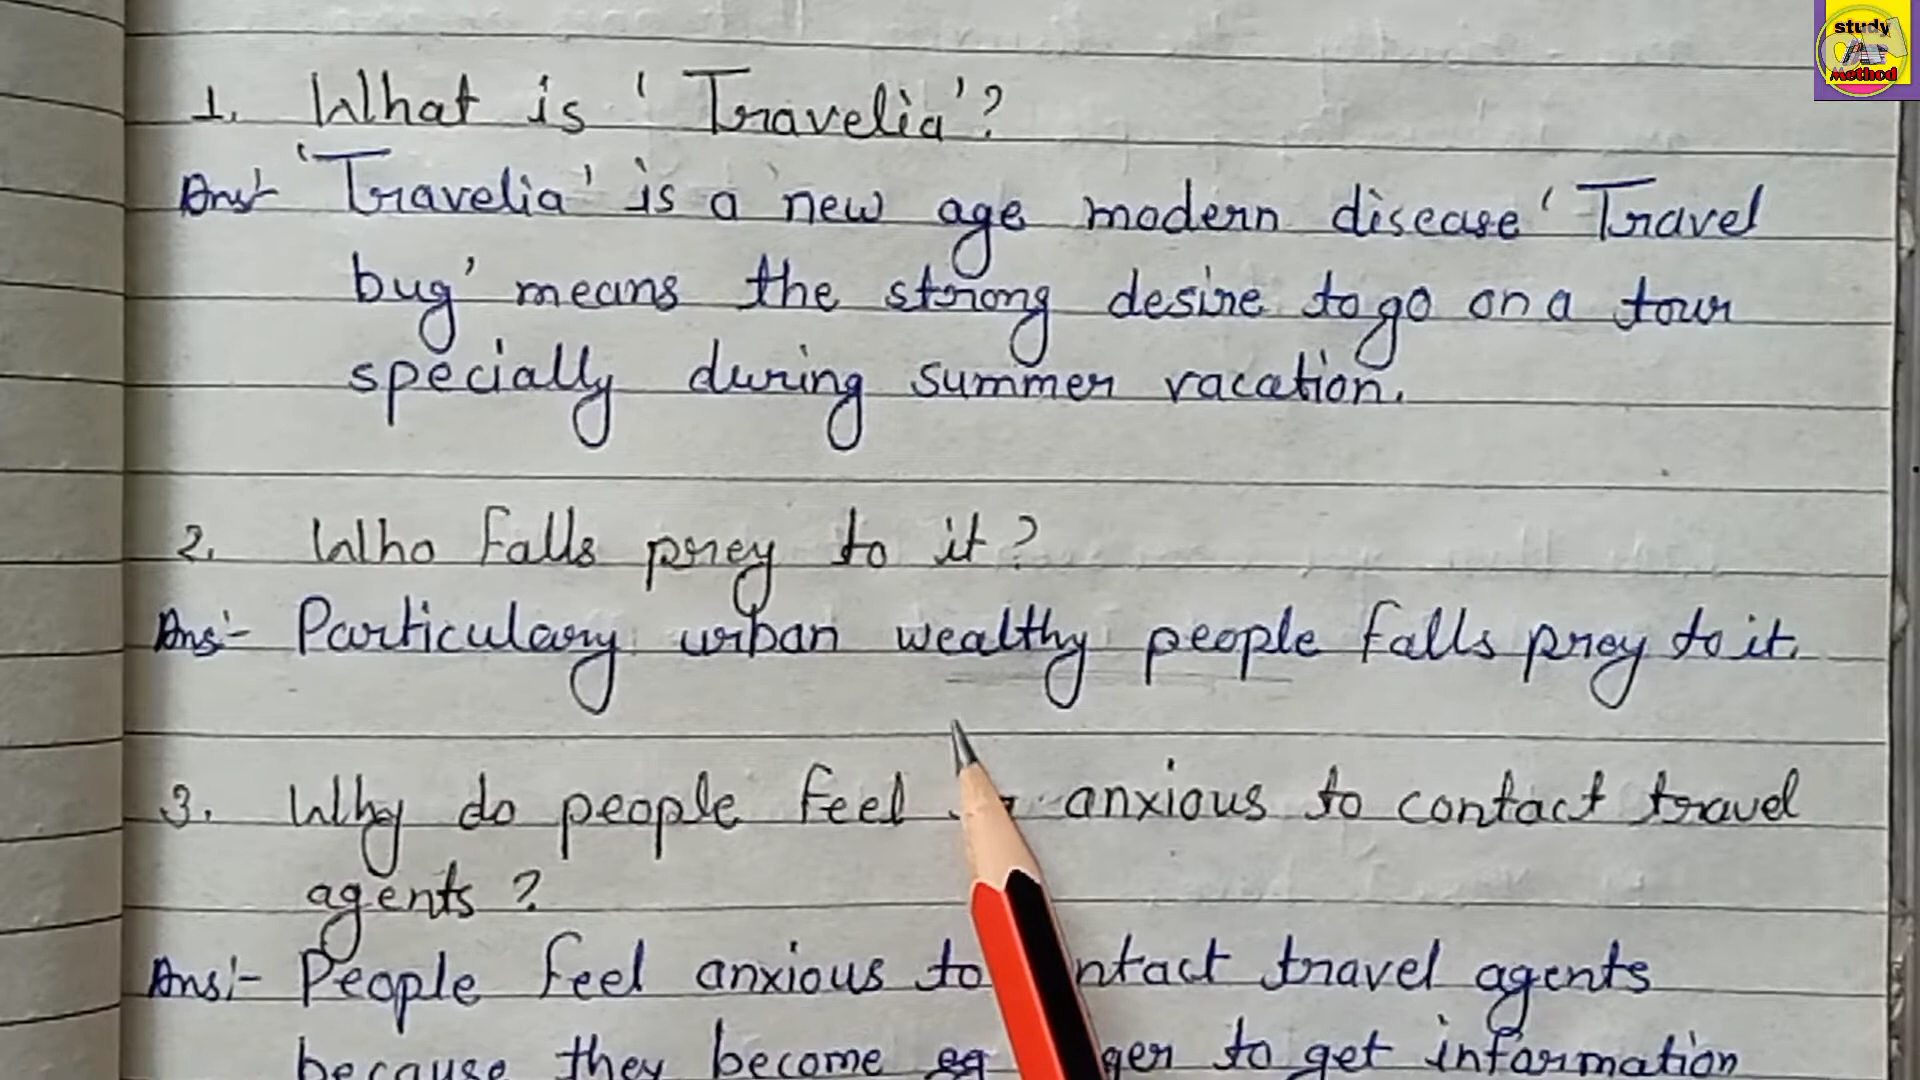 study
Method
1. What is 'Travelia'?
Ans:- 'Travelia' is a new age modern disease 'Travel
bug' means the strong desire to go on a tour
specially during summer vacation.
2. Who falls prey to it?
Ans:- Particulary urban wealthy people falls prey to it.
3. Why do people feel anxious to contact travel
agents?
Ans:- People feel anxious to ntact travel agents
because they become ger to get information